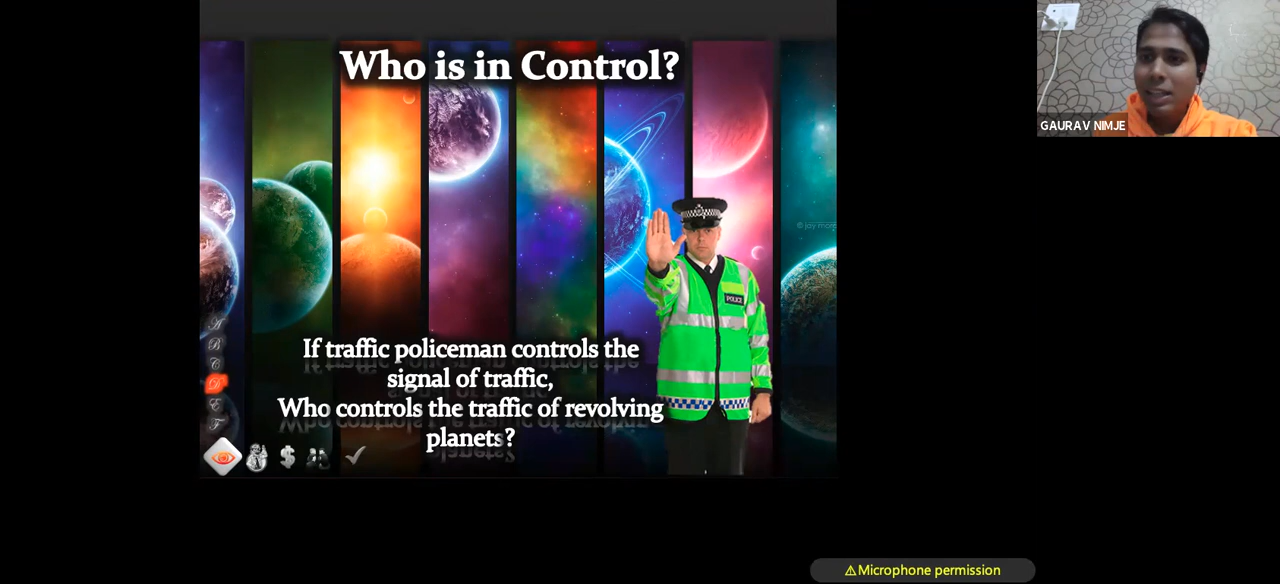 Who is in Control?
GAURAV NIMJE
POLICE
If traffic policeman controls the
signal of traffic,
Who controls the traffic of revolving
planets?
A
B
C
D
E
F
$
⚠Microphone permission